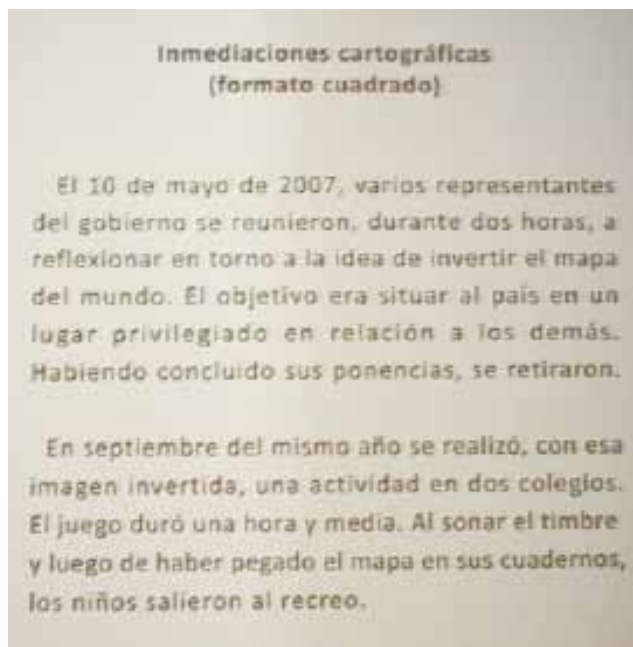 Inmediaciones cartográficas
(formato cuadrado)
El 10 de mayo de 2007, varios representantes
del gobierno se reunieron, durante dos horas, a
reflexionar en torno a la idea de invertir el mapa
del mundo. El objetivo era situar al país en un
lugar privilegiado en relación a los demás.
Habiendo concluido sus ponencias, se retiraron.
En septiembre del mismo año se realizó, con esa
imagen invertida, una actividad en dos colegios.
El juego duró una hora y media. Al sonar el timbre
y luego de haber pegado el mapa en sus cuadernos,
los niños salieron al recreo.